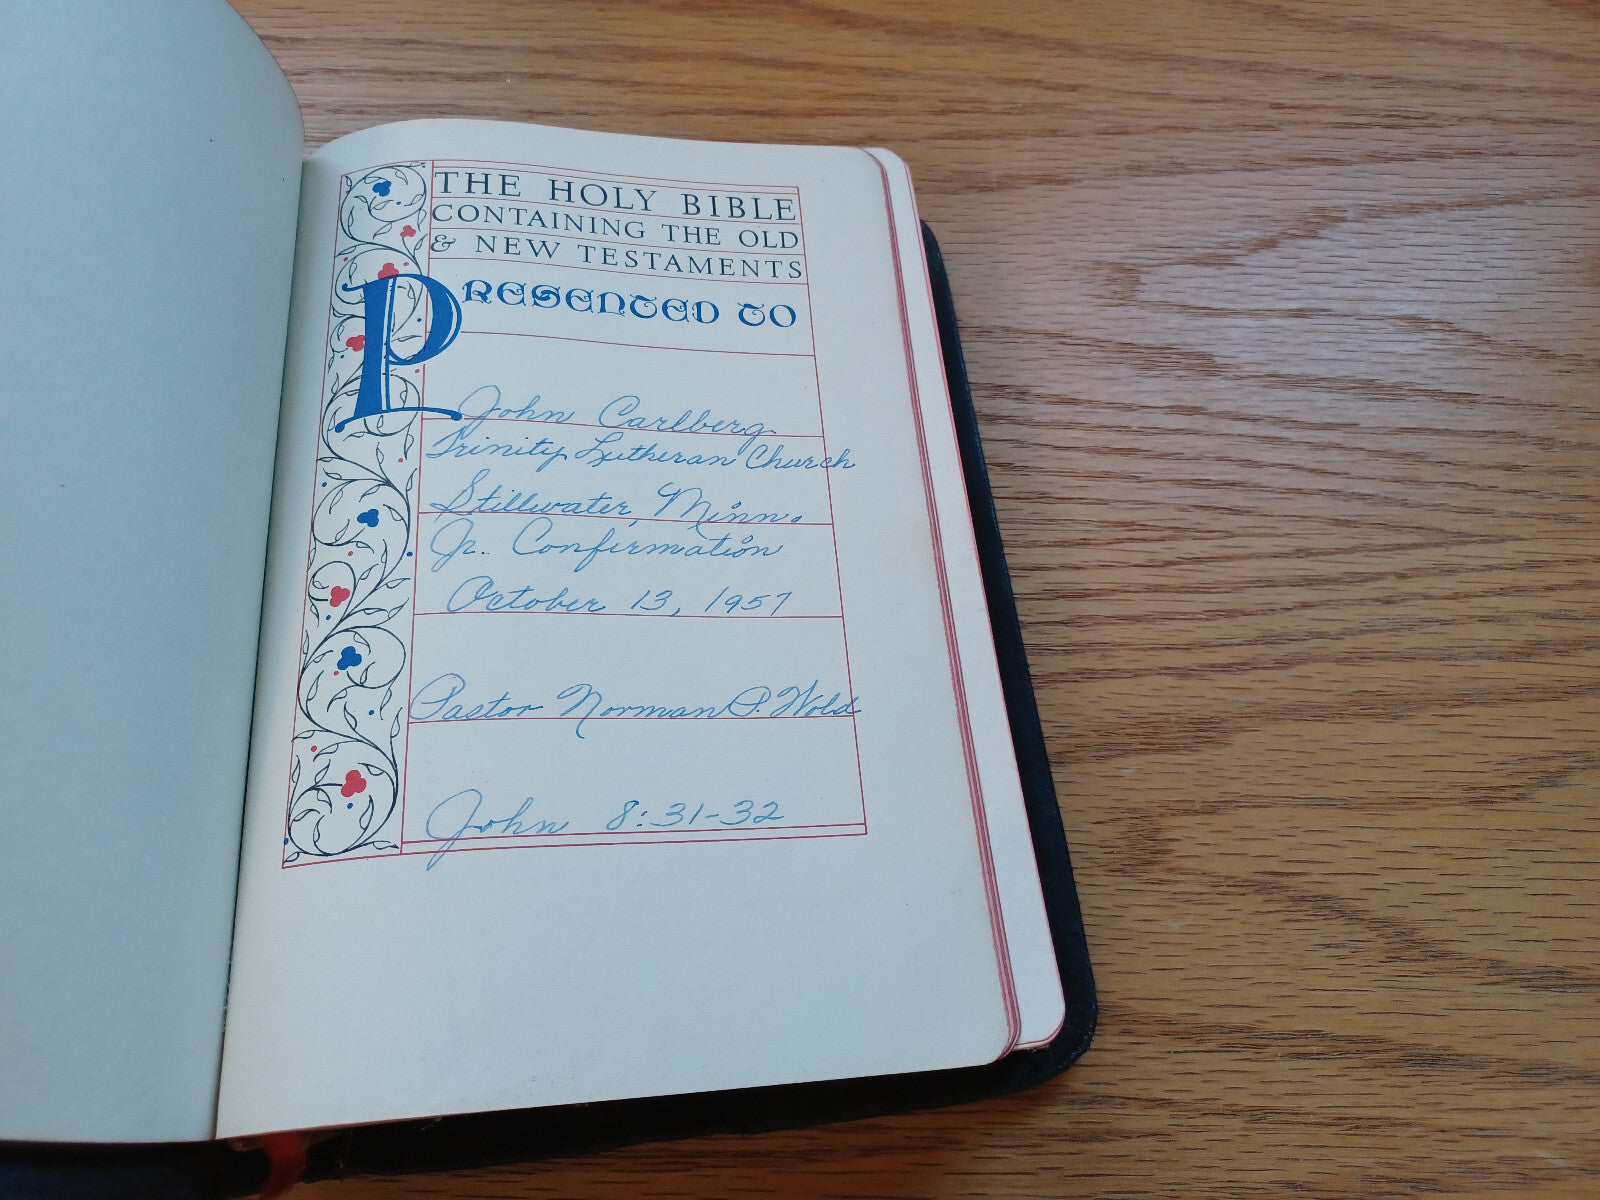 THE HOLY BIBLE
CONTAINING THE OLD
& NEW TESTAMENTS
PRESENTED TO
John Carlberg
Trinity Lutheran Church
Stillwater, Minn.
Jr. Confirmation
October 13, 1957
Pastor Norman P. Wold
John 8:31-32